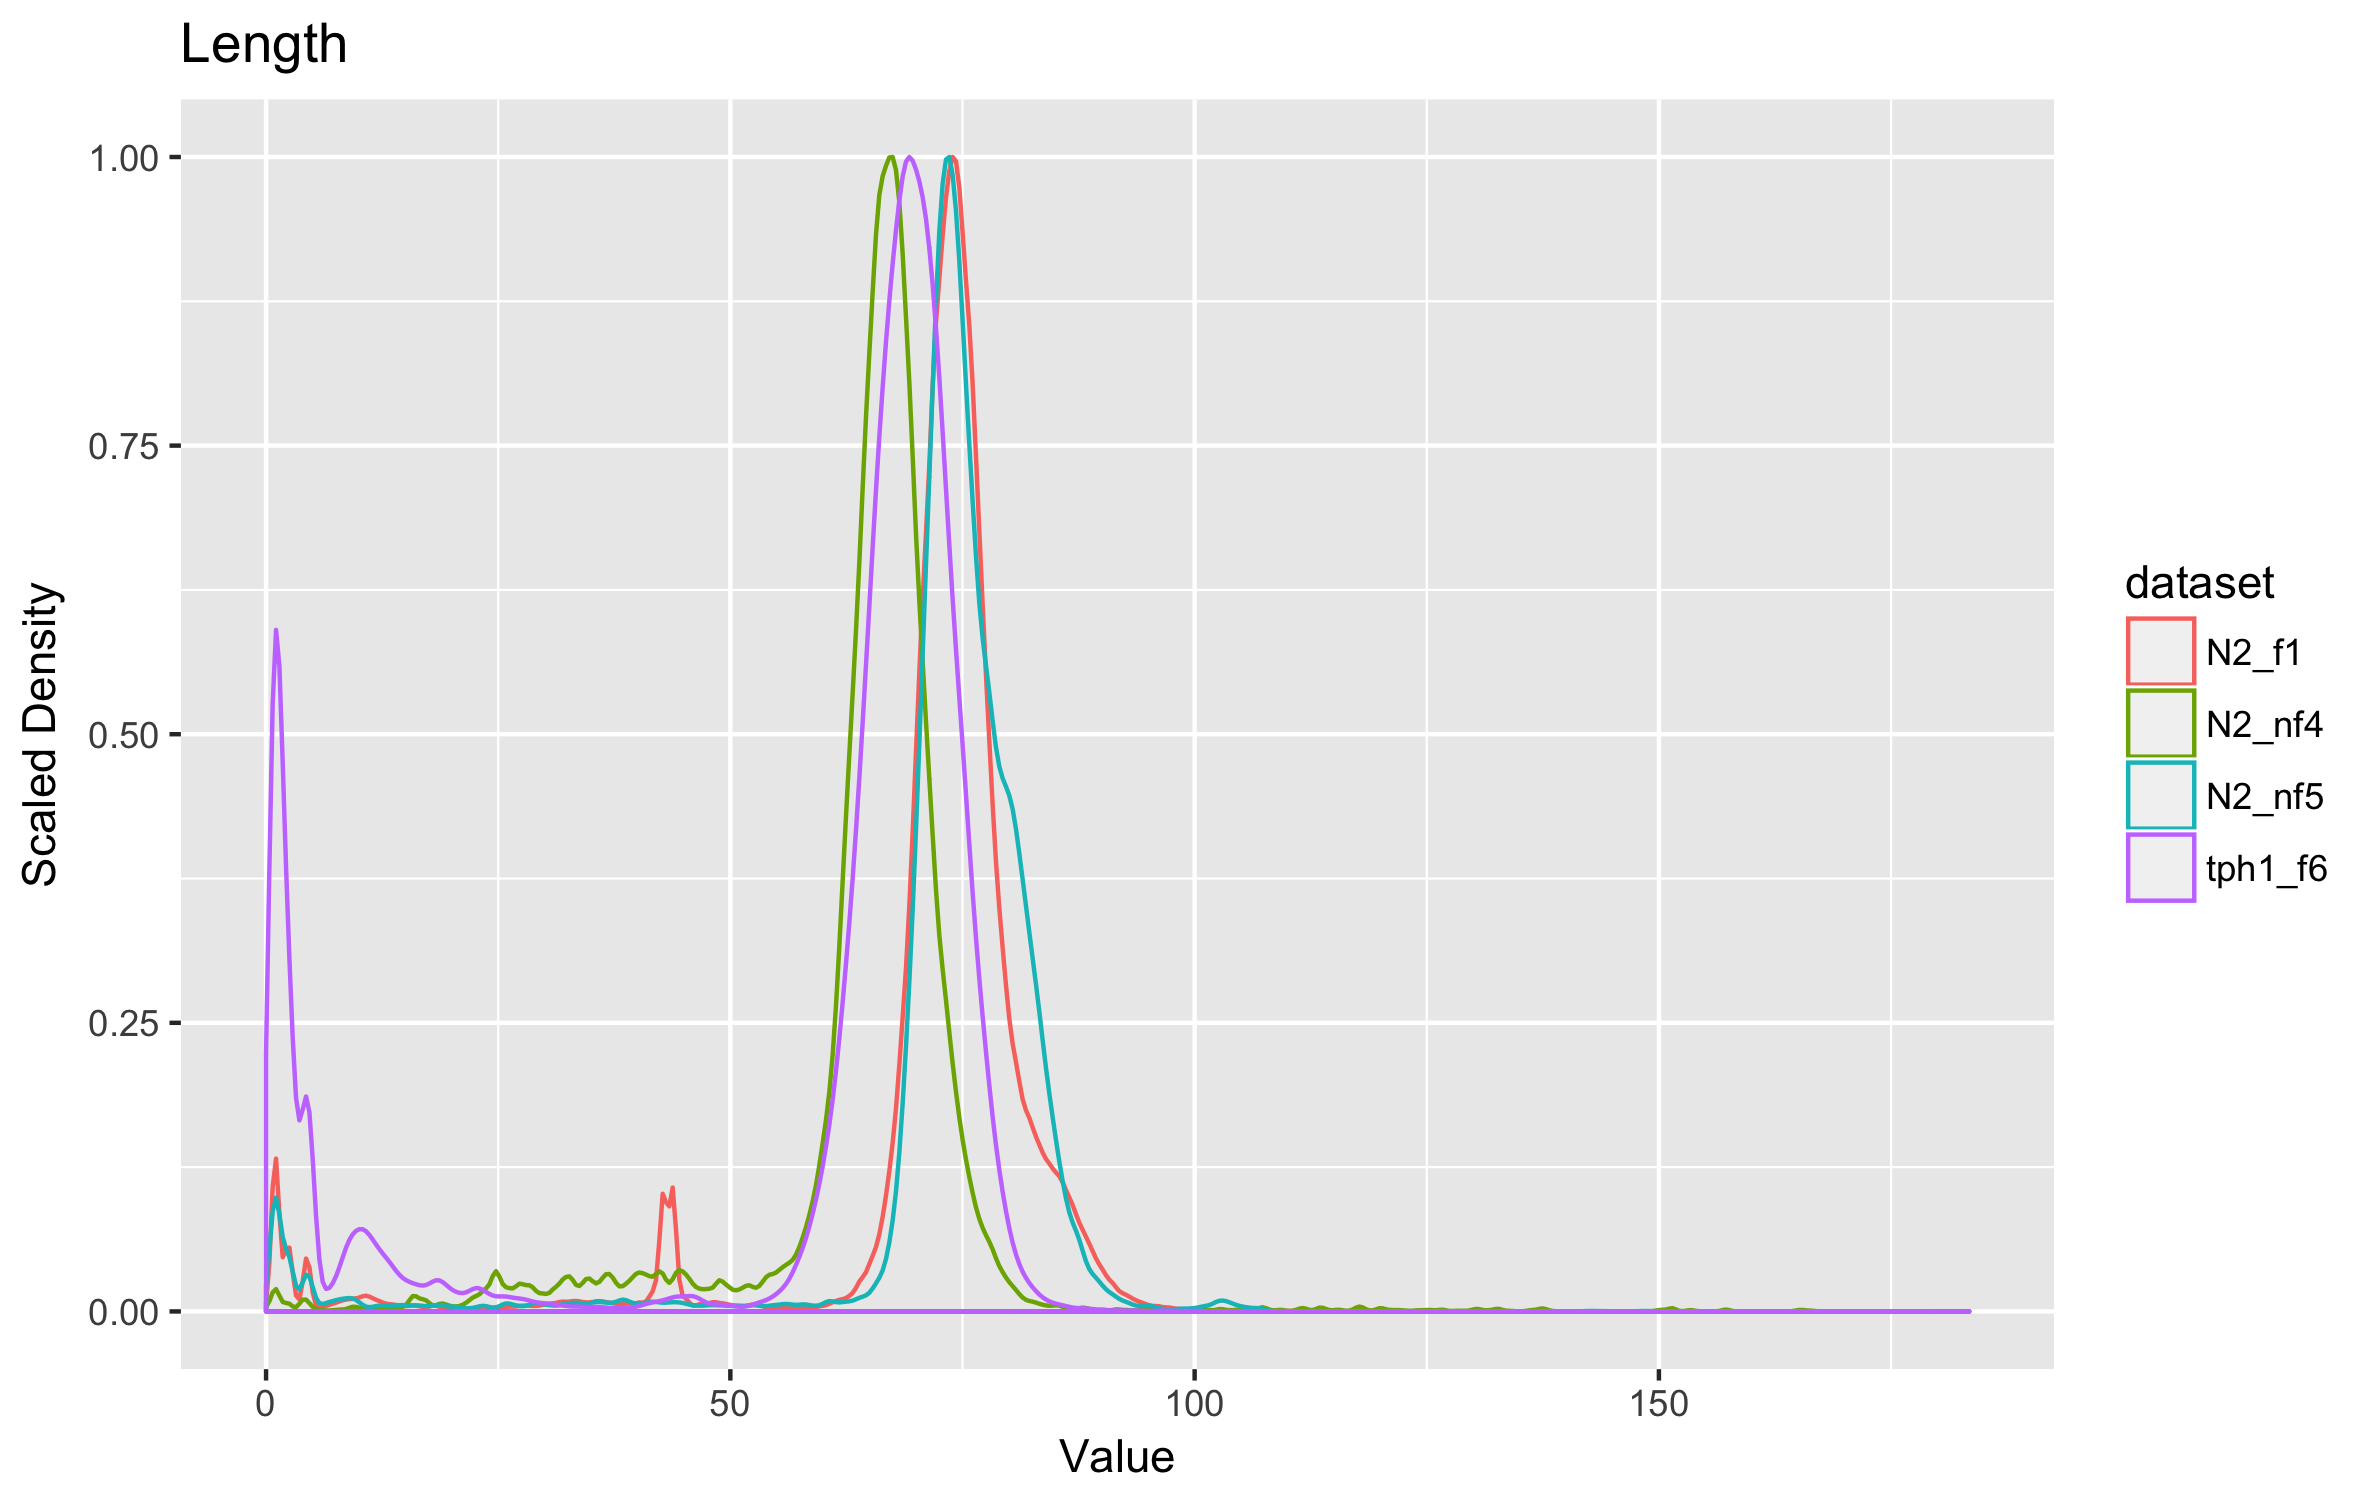 Length
1.00
0.75
0.50
0.25
0.00
Scaled Density
0
50
100
150
Value
dataset
N2_f1
N2_nf4
N2_nf5
tph1_f6